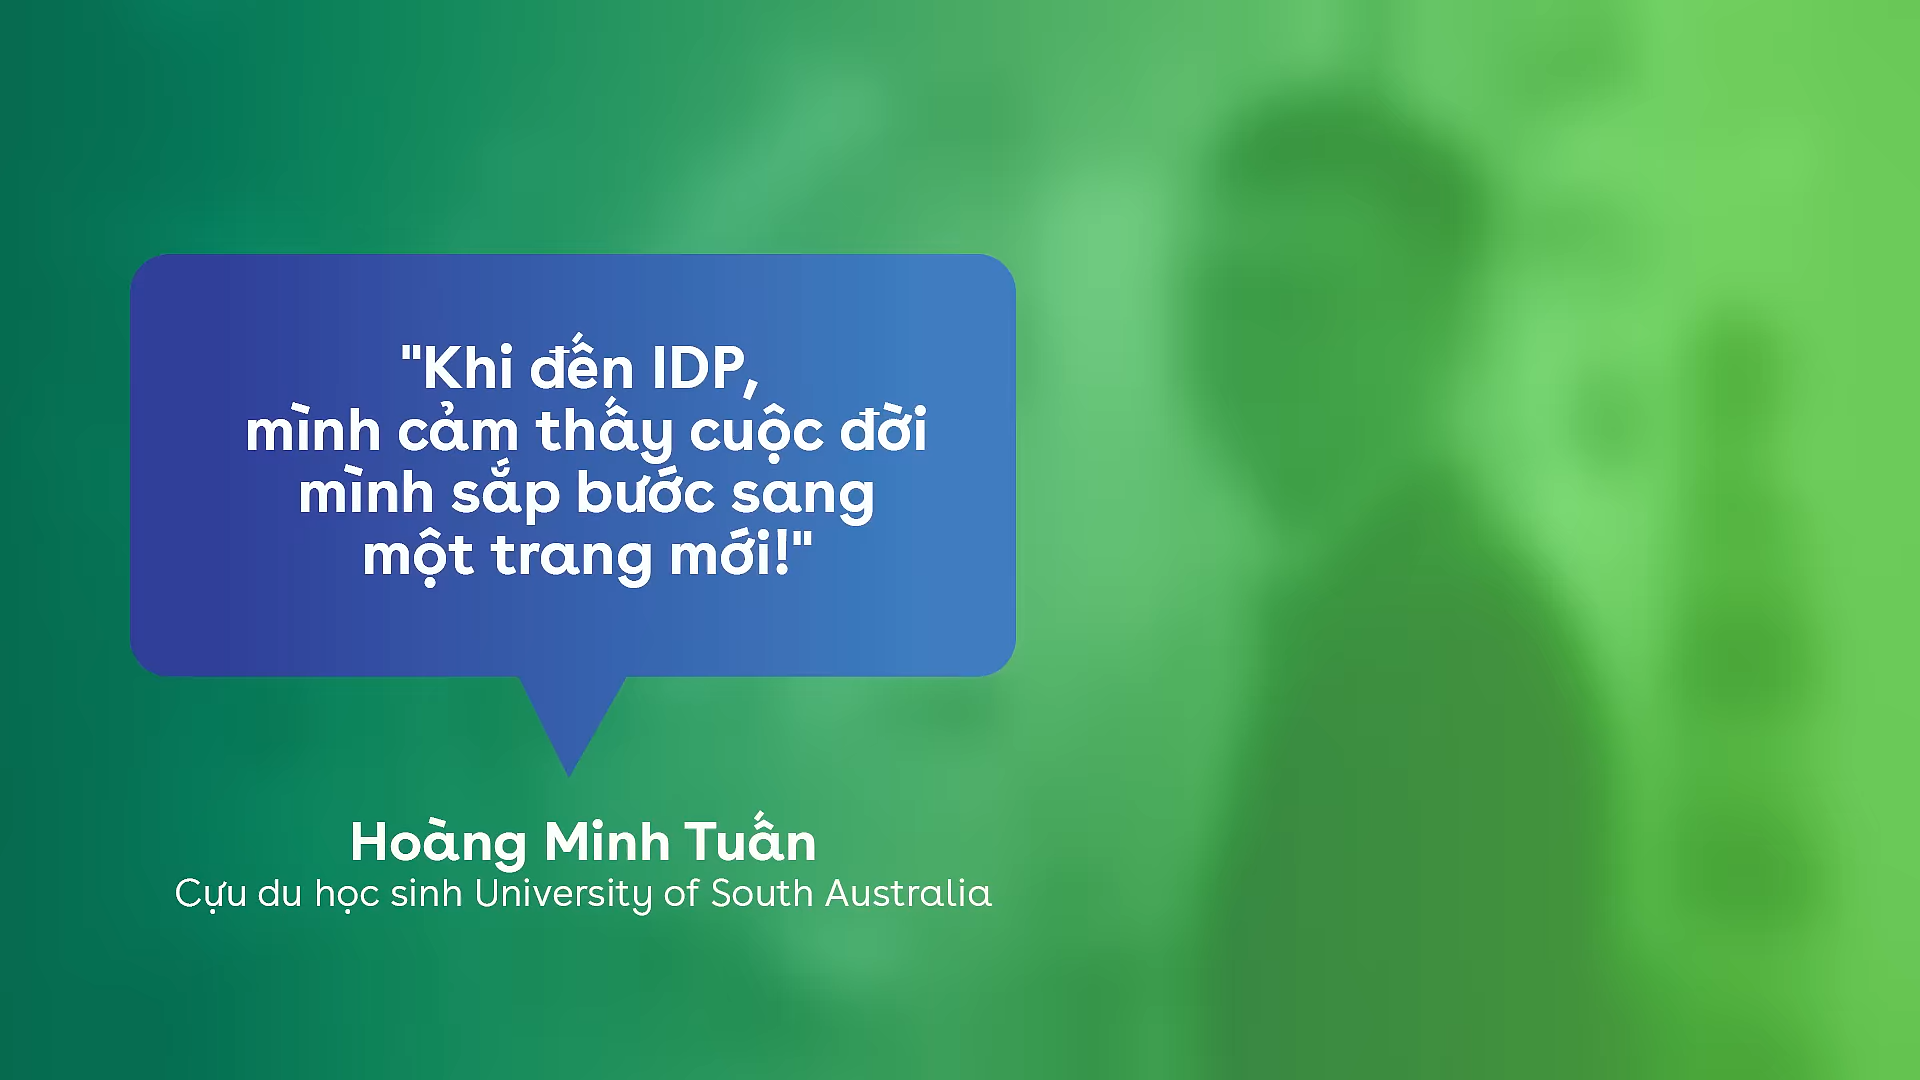 "Khi đến IDP,
mình cảm thấy cuộc đời
mình sắp bước sang
một trang mới!"
Hoàng Minh Tuấn
Cựu du học sinh University of South Australia